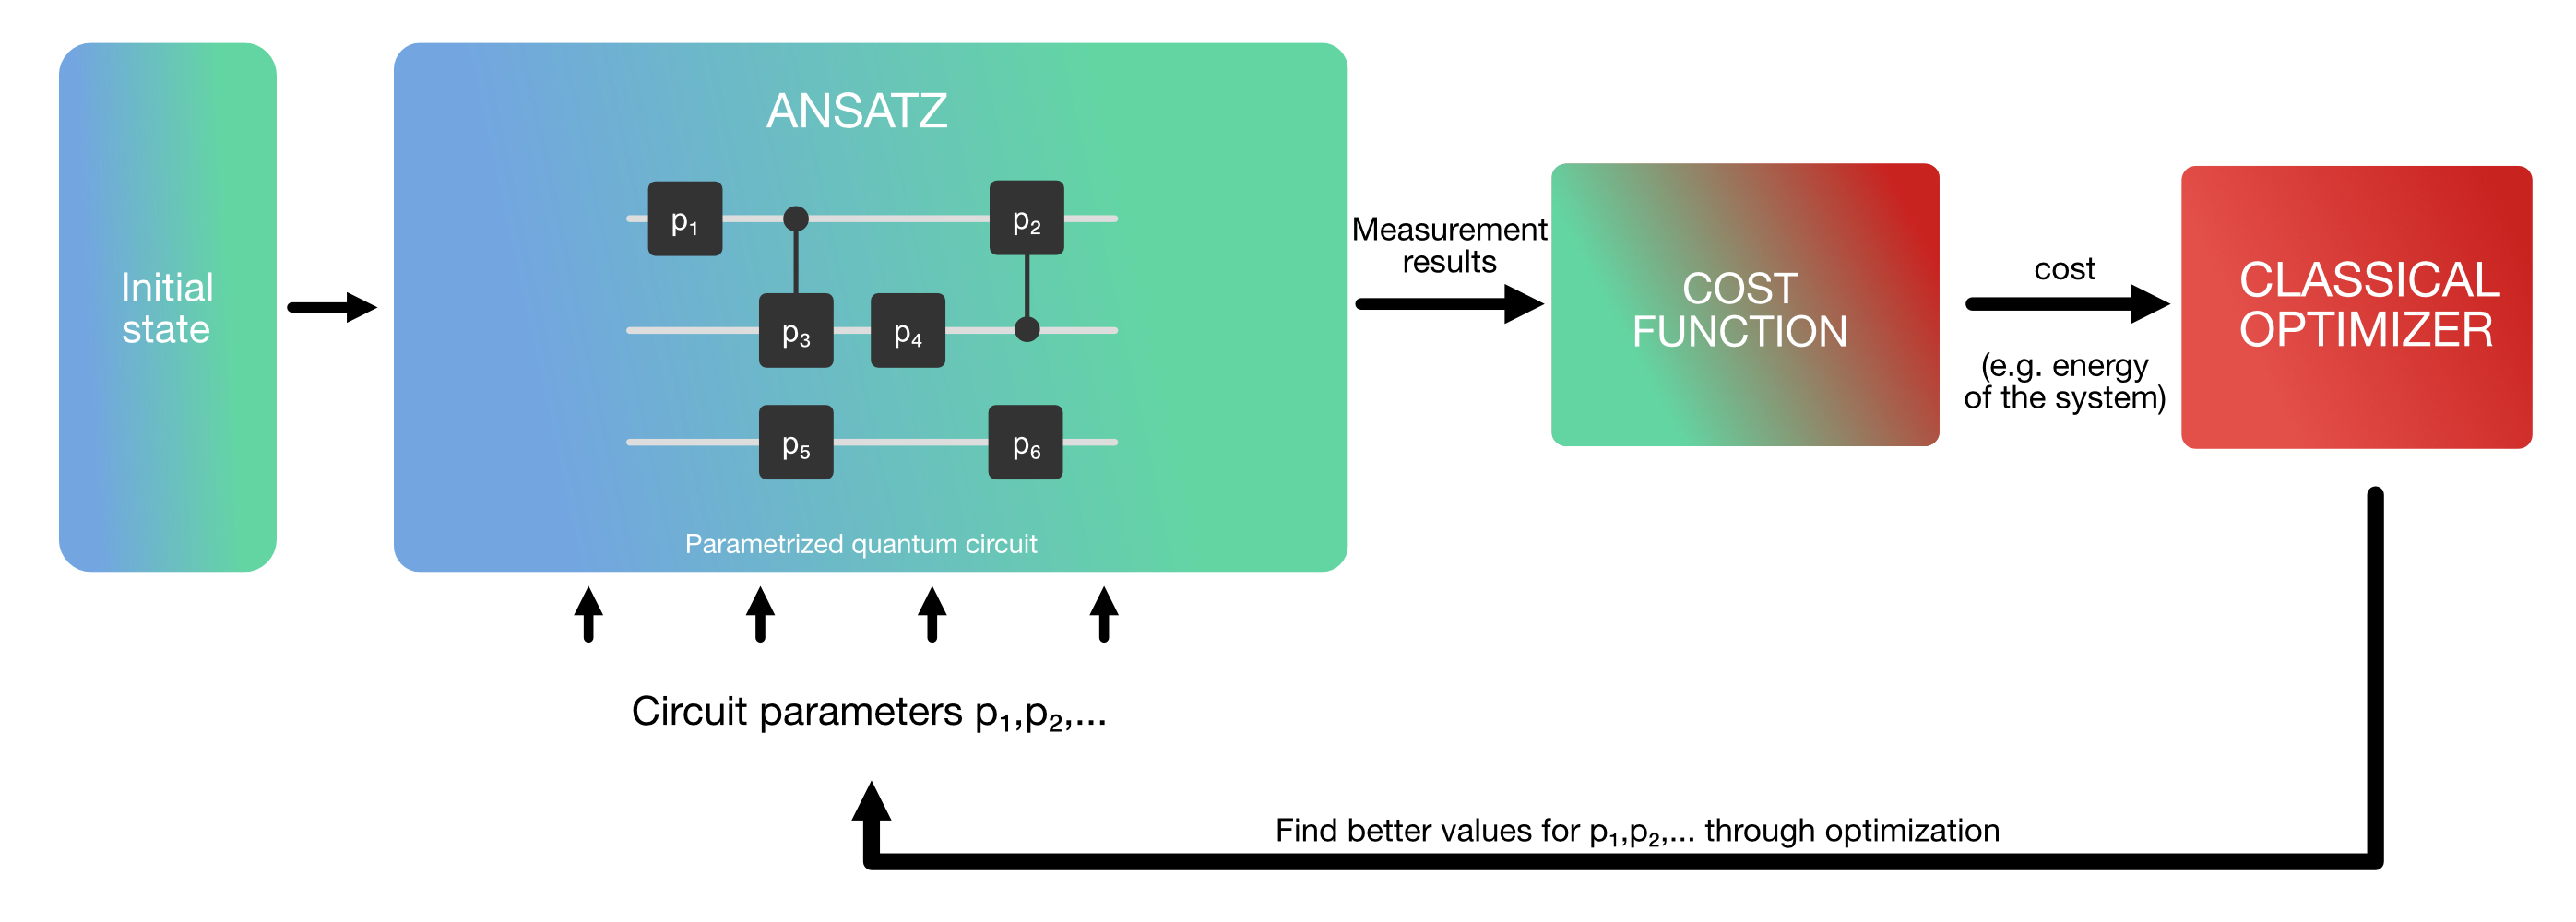 Initial
state
ANSATZ
p₁
p₂
p₃
p₄
p₅
p₆
Parametrized quantum circuit
Measurement
results
COST
FUNCTION
cost
(e.g. energy
of the system)
CLASSICAL
OPTIMIZER
Circuit parameters p₁,p₂,...
Find better values for p₁,p₂,... through optimization